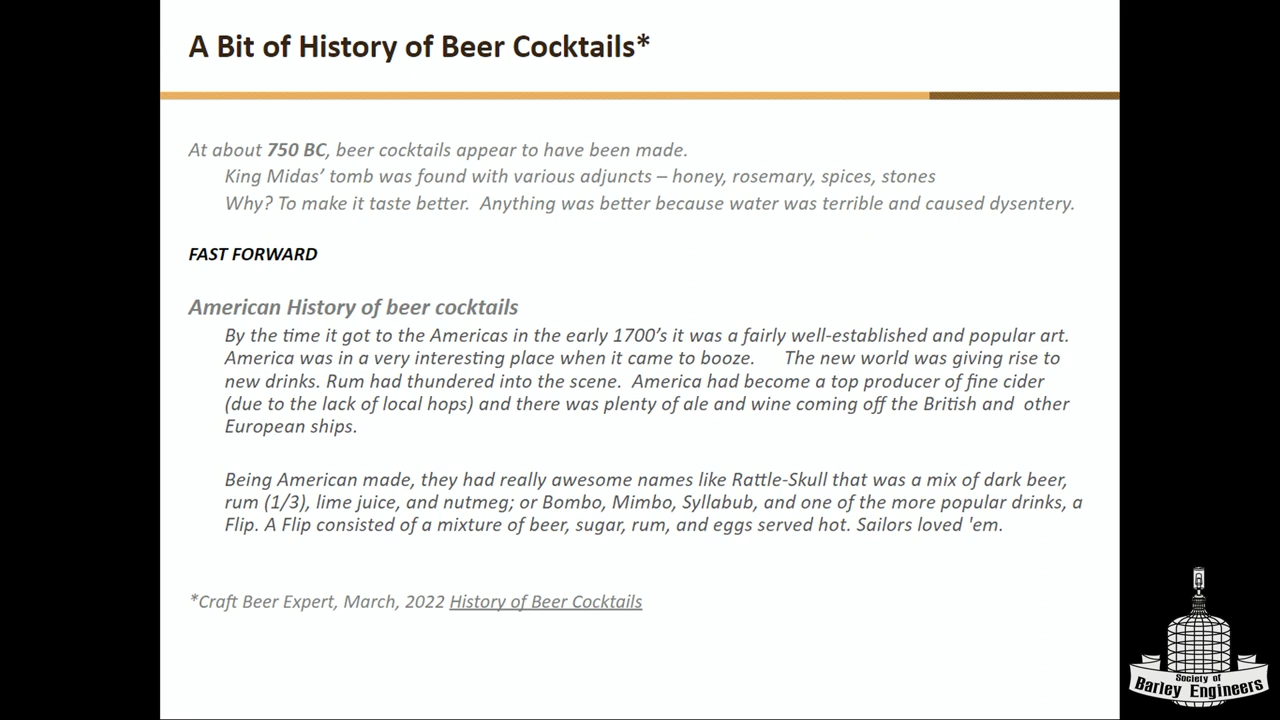 A Bit of History of Beer Cocktails*
At about 750 BC, beer cocktails appear to have been made.
King Midas' tomb was found with various adjuncts – honey, rosemary, spices, stones
Why? To make it taste better.  Anything was better because water was terrible and caused dysentery.
FAST FORWARD
American History of beer cocktails
By the time it got to the Americas in the early 1700's it was a fairly well-established and popular art.
America was in a very interesting place when it came to booze.     The new world was giving rise to
new drinks. Rum had thundered into the scene.  America had become a top producer of fine cider
(due to the lack of local hops) and there was plenty of ale and wine coming off the British and  other
European ships.
Being American made, they had really awesome names like Rattle-Skull that was a mix of dark beer,
rum (1/3), lime juice, and nutmeg; or Bombo, Mimbo, Syllabub, and one of the more popular drinks, a
Flip. A Flip consisted of a mixture of beer, sugar, rum, and eggs served hot. Sailors loved 'em.
*Craft Beer Expert, March, 2022 History of Beer Cocktails
Society of
Barley Engineers